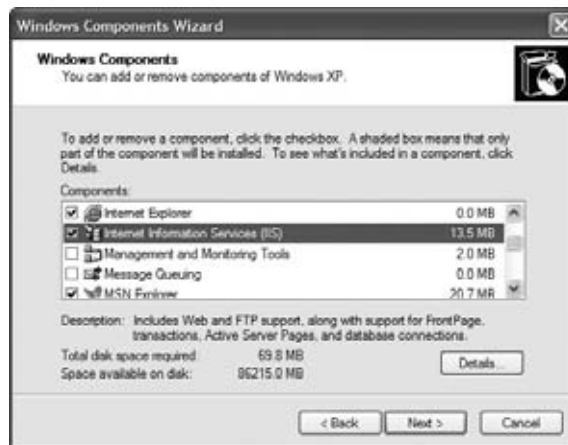 Windows Components Wizard
Windows Components
You can add or remove components of Windows XP.
To add or remove a component, click the checkbox. A shaded box means that only
part of the component will be installed. To see what's included in a component, click
Details.
Components:
Internet Explorer 0.0 MB
Internet Information Services (IIS) 13.5 MB
Management and Monitoring Tools 2.0 MB
Message Queuing 0.0 MB
MSN Explorer 20.7 MB
Description: Includes Web and FTP support, along with support for FrontPage,
transactions, Active Server Pages, and database connections.
Total disk space required: 69.8 MB
Space available on disk: 86215.0 MB
Details...
< Back Next > Cancel